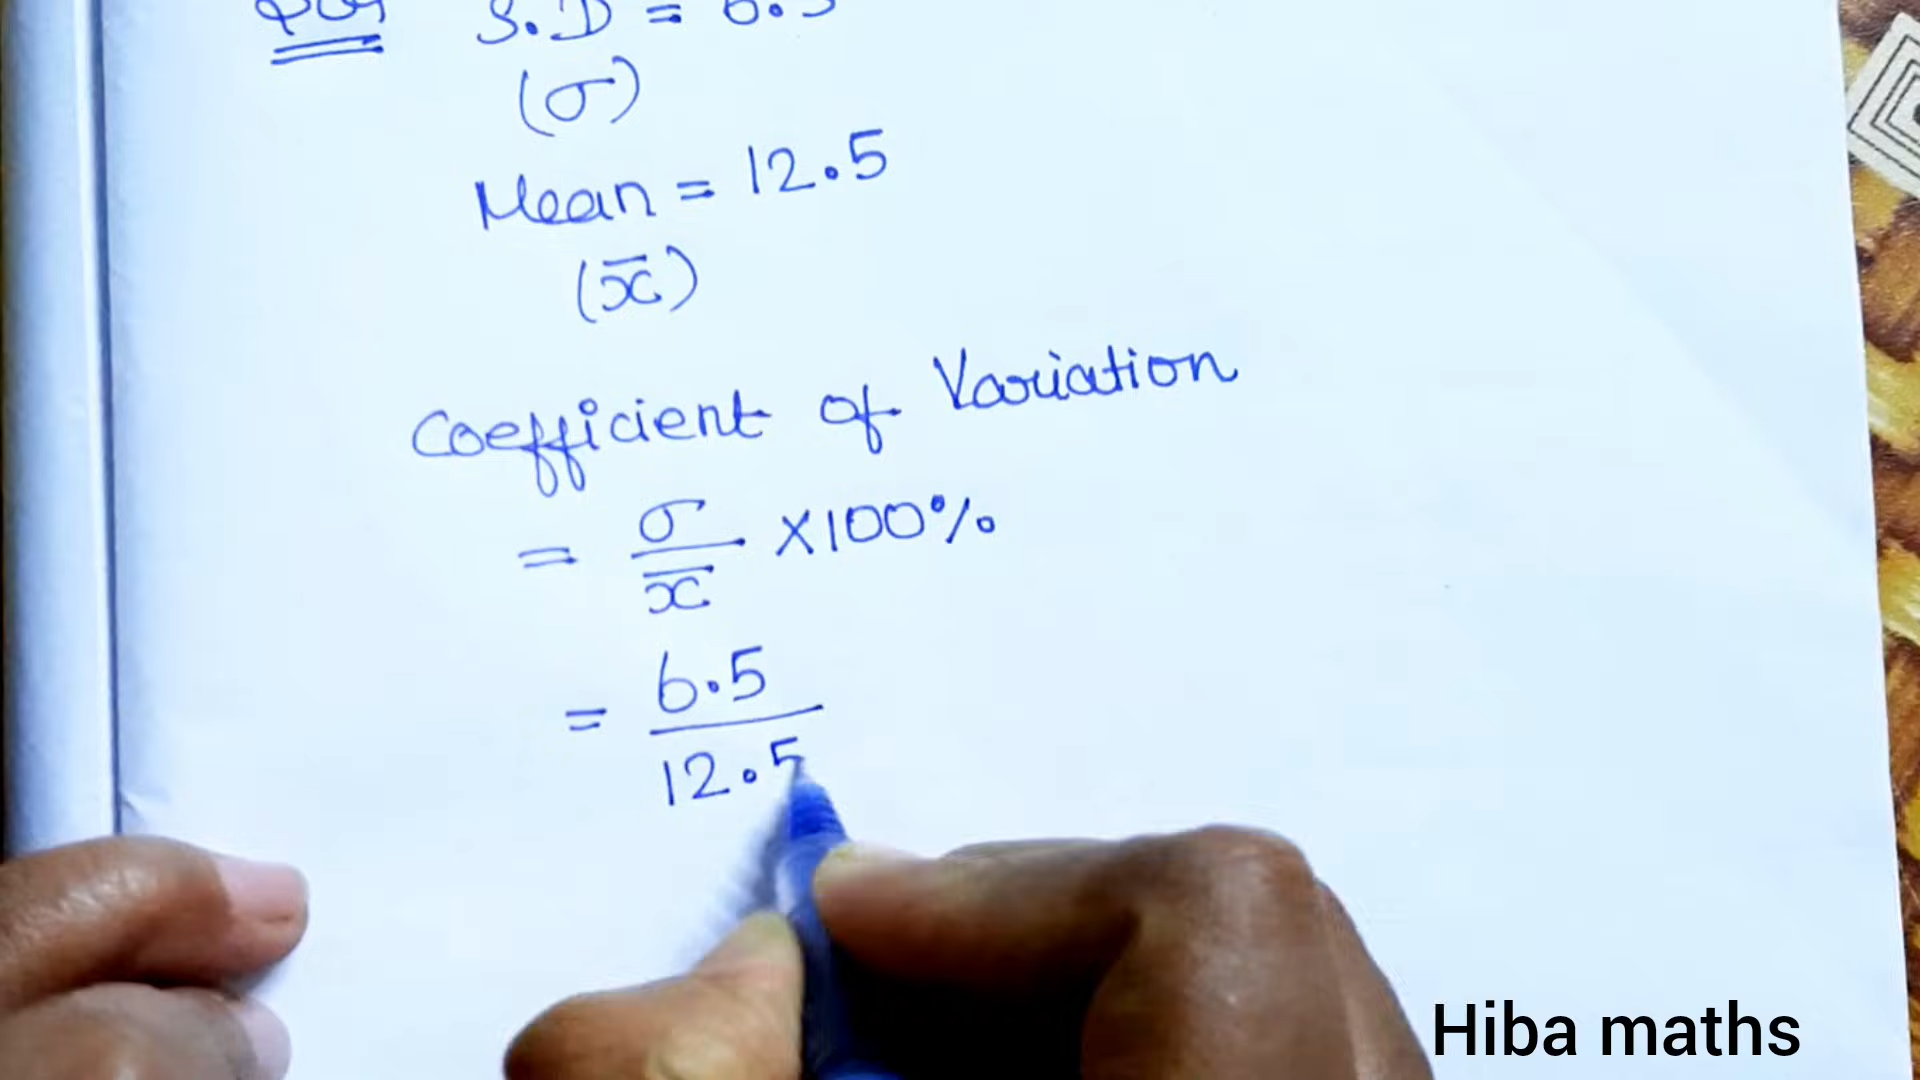 S.D = 6.5
(σ)
Mean = 12.5
(x̄)
Coefficient of Variation
= σ/x̄ ×100%
= 6.5/12.5
Hiba maths